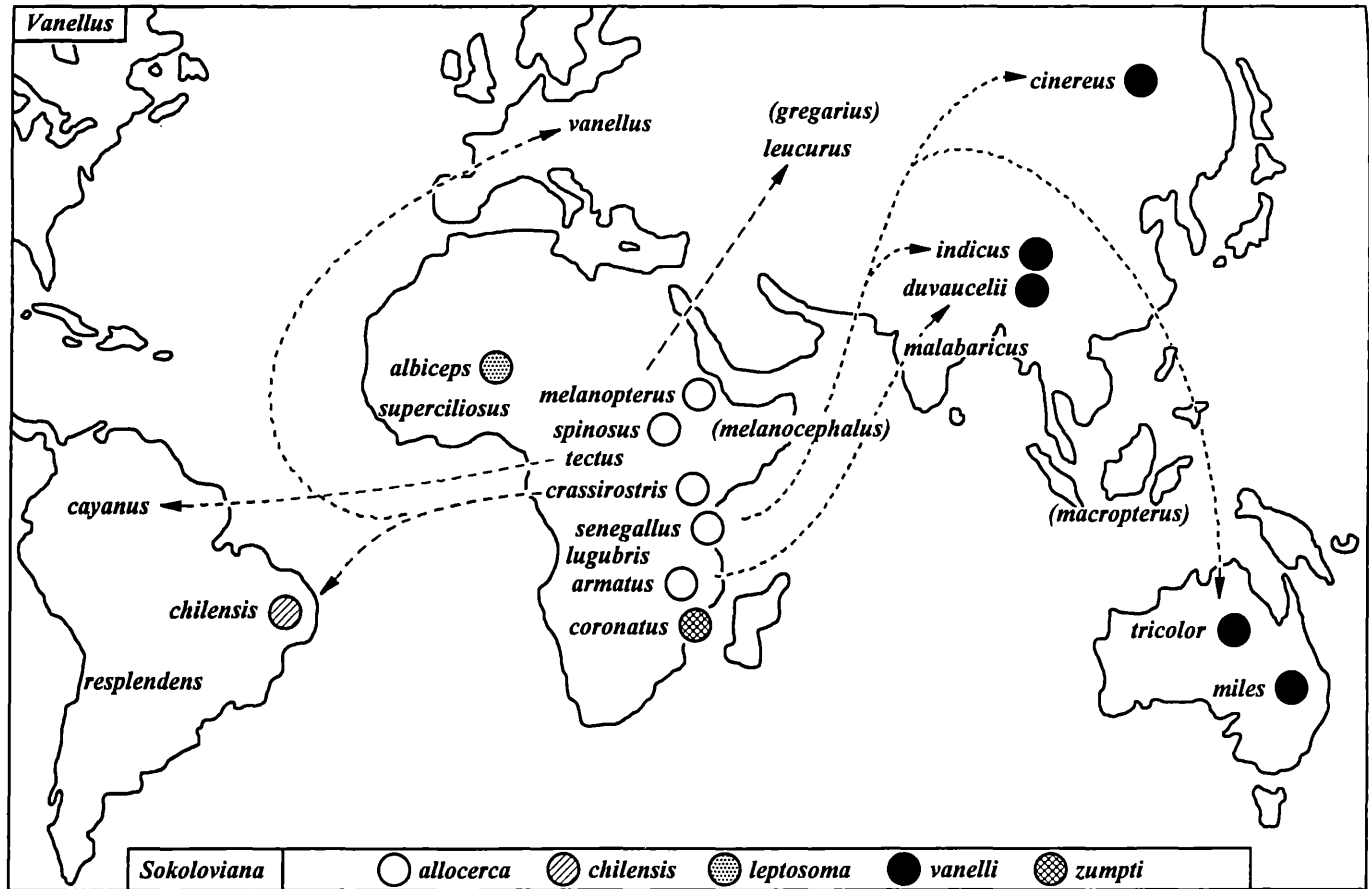 Vanellus
cinereus
(gregarius)
vanellus
leucurus
indicus
duvaucelii
malabaricus
albiceps
melanopterus
superciliosus
spinosus
(melanocephalus)
tectus
cayanus
crassirostris
(macropterus)
senegallus
lugubris
armatus
chilensis
coronatus
tricolor
resplendens
miles
Sokoloviana allocerca chilensis leptosoma vanelli zumpti